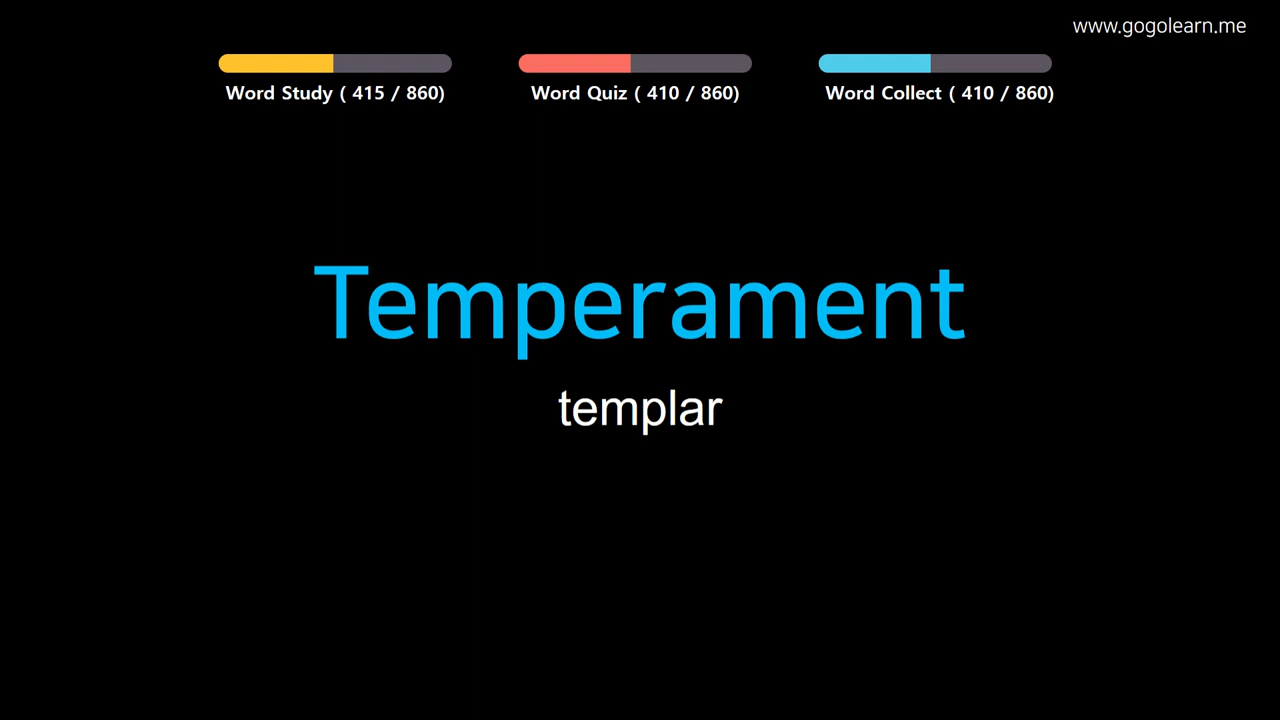 www.gogolearn.me
Word Study ( 415 / 860)
Word Quiz ( 410 / 860)
Word Collect ( 410 / 860)
Temperament
templar